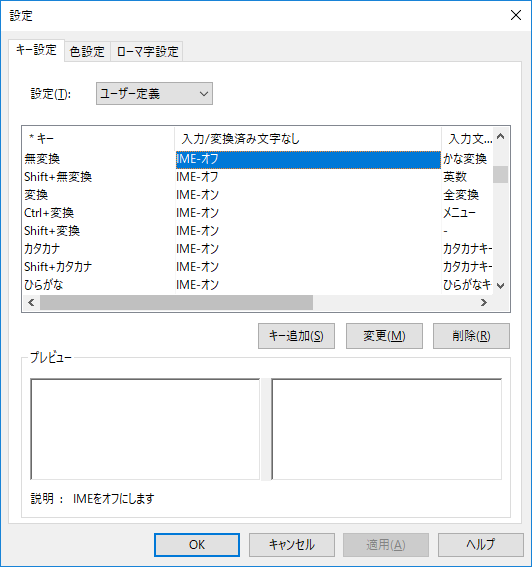 設定
キー設定 色設定 ローマ字設定
設定(T): ユーザー定義
* キー 入力/変換済み文字なし 入力文...
無変換 IME-オフ かな変換
Shift+無変換 IME-オフ 英数
変換 IME-オン 全変換
Ctrl+変換 IME-オン メニュー
Shift+変換 IME-オン -
カタカナ IME-オン カタカナキー
Shift+カタカナ IME-オン カタカナキー
ひらがな IME-オン ひらがなキ
キー追加(S) 変更(M) 削除(R)
プレビュー
説明 : IMEをオフにします
OK キャンセル 適用(A) ヘルプ